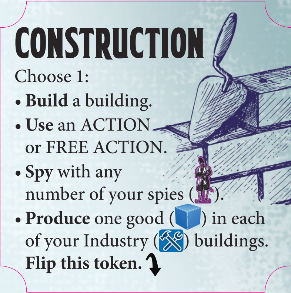 CONSTRUCTION
Choose 1:
• Build a building.
• Use an ACTION
or FREE ACTION.
• Spy with any
number of your spies ( ).
• Produce one good ( ) in each
of your Industry ( ) buildings.
Flip this token.